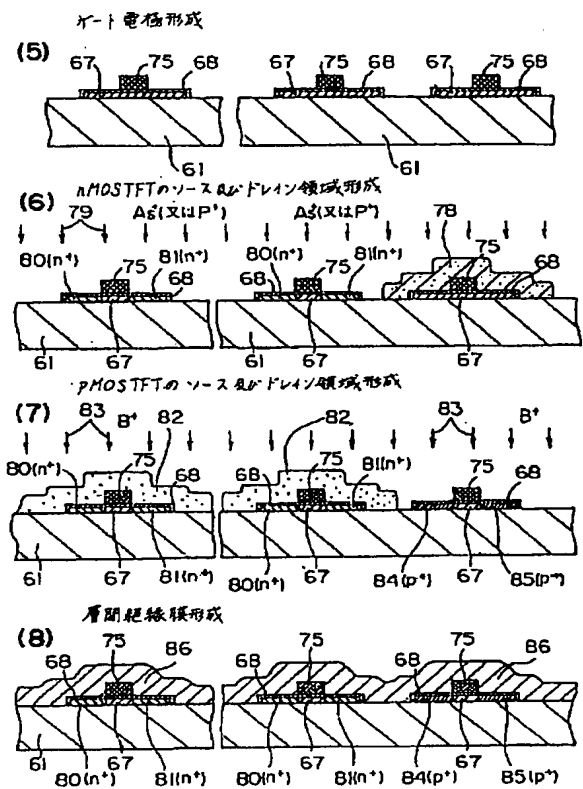 ゲート電極形成
(5)
67 75 68 67 75 68 67 75 68
61 61
nMOSTFTのソース及びドレイン領域形成
(6)
79 As⁺(又はP⁺) As⁺(又はP⁺) 78
80(n⁺) 75 81(n⁺) 68 80(n⁺) 68 75 81(n⁺) 75 68
61 67 61 67 67
pMOSTFTのソース及びドレイン領域形成
(7)
83 B⁺ 82 82 83 B⁺
80(n⁺) 75 68 68 75 81(n⁺) 75 68
61 67 81(n⁺) 80(n⁺) 67 84(p⁺) 67 85(p⁺)
層間絶縁膜形成
(8)
68 75 86 68 75 86 68 75 86
61 80(n⁺) 67 81(n⁺) 80(n⁺) 67 81(n⁺) 84(p⁺) 67 85(p⁺)